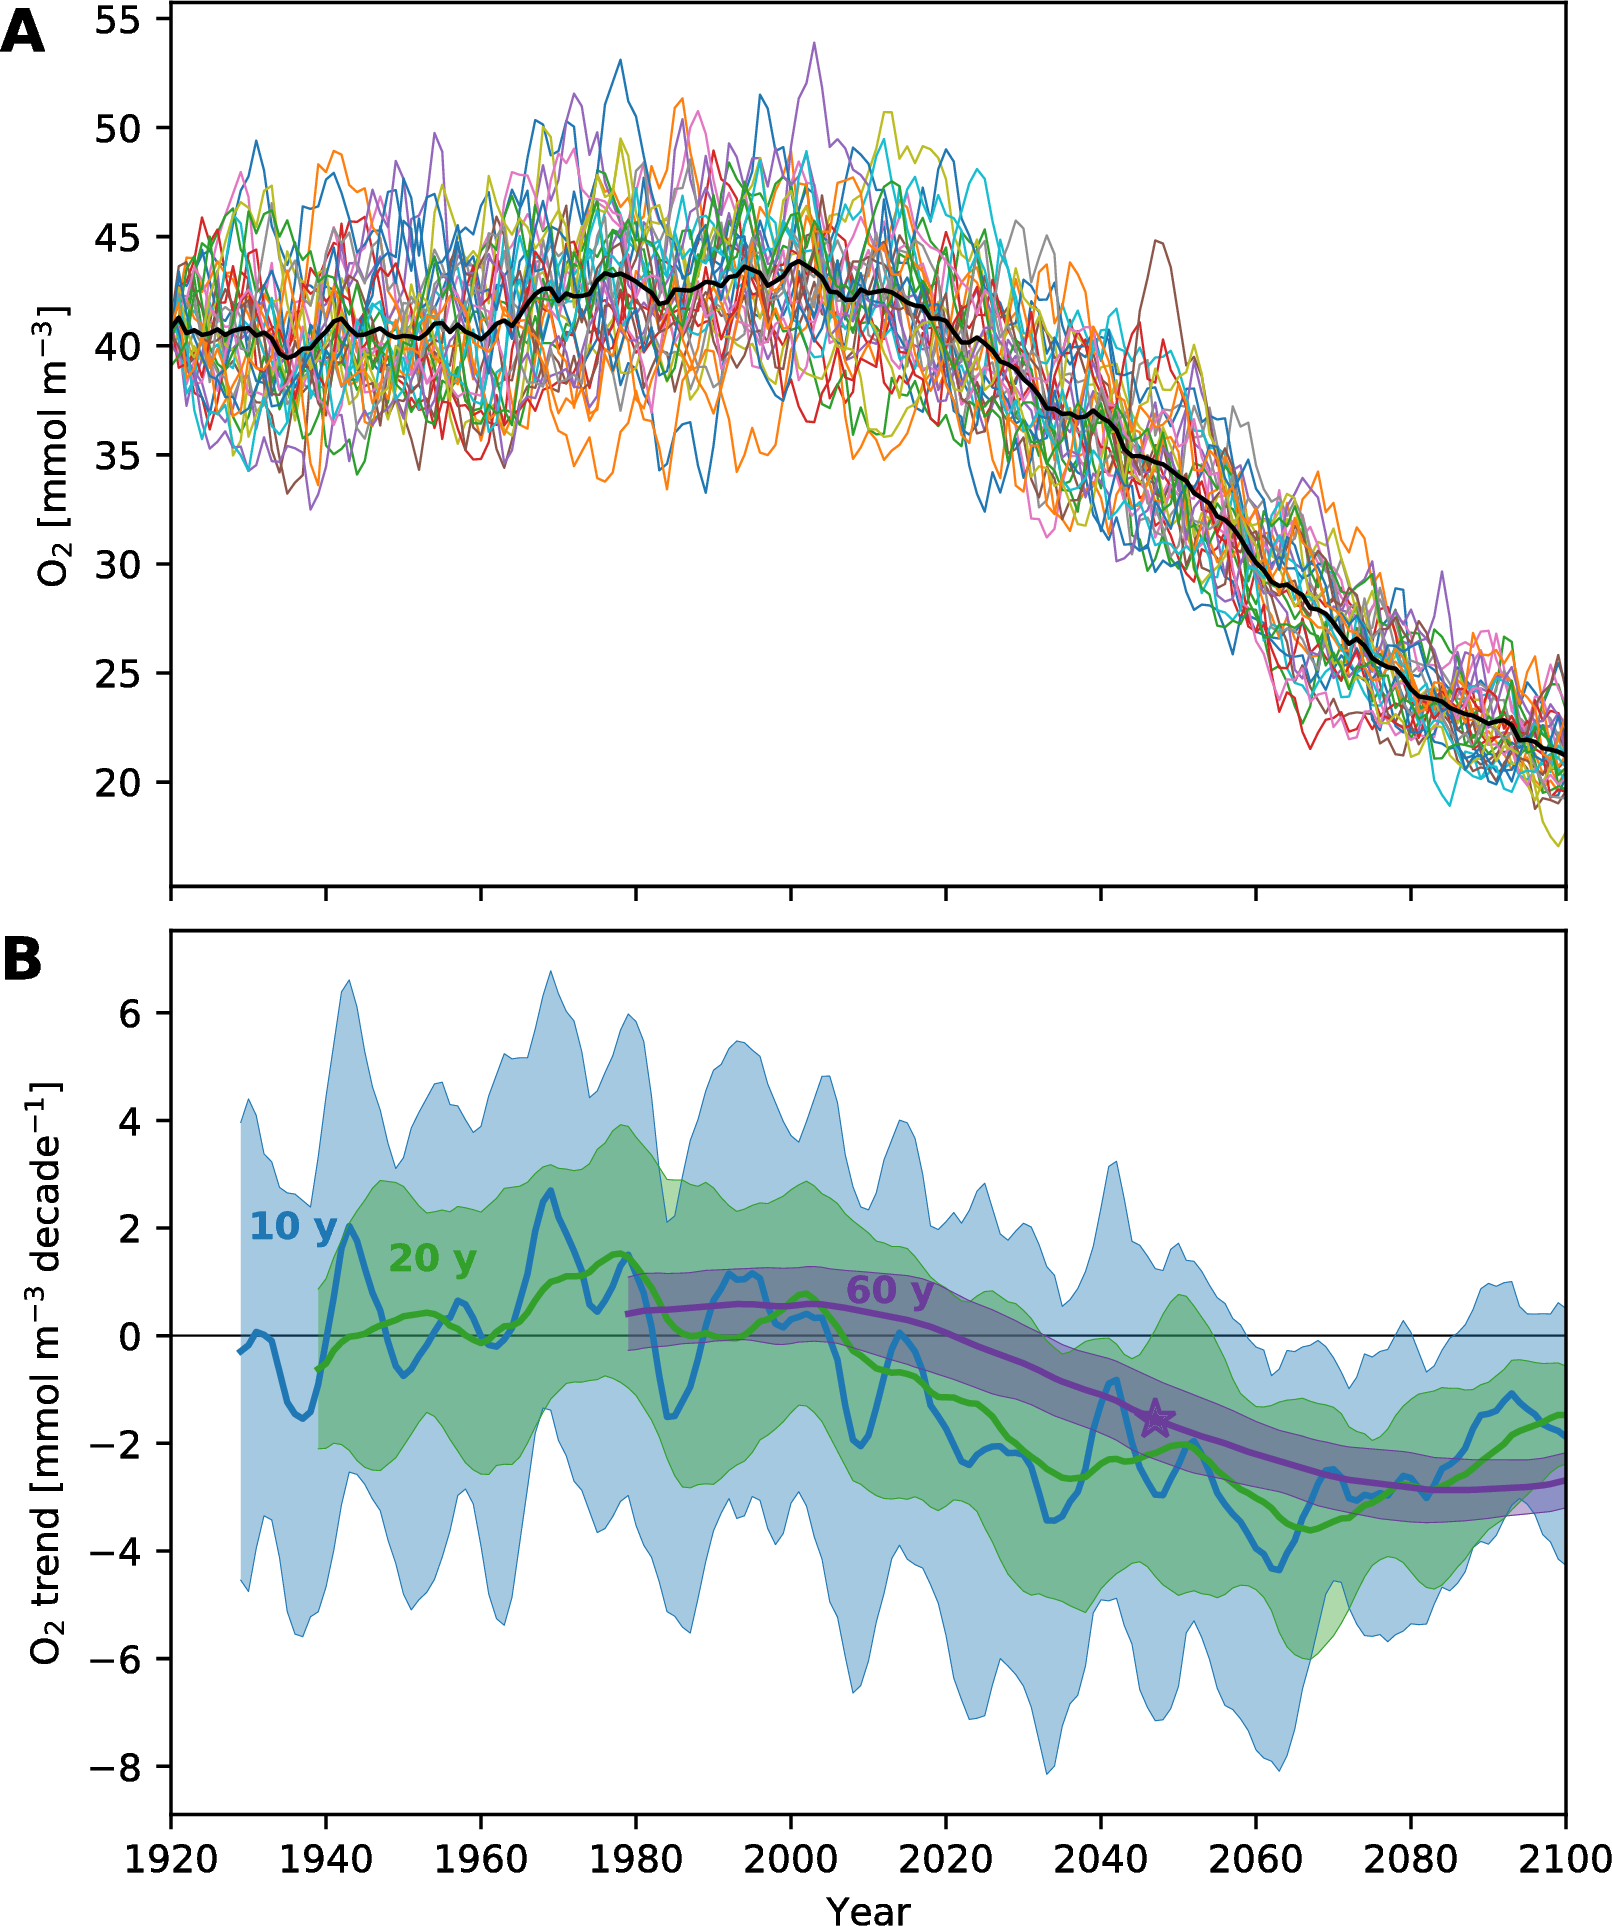 A
55
50
45
40
35
30
25
20
O₂ [mmol m⁻³]
B
6
4
2
0
−2
−4
−6
−8
O₂ trend [mmol m⁻³ decade⁻¹]
10 y
20 y
60 y
1920 1940 1960 1980 2000 2020 2040 2060 2080 2100
Year